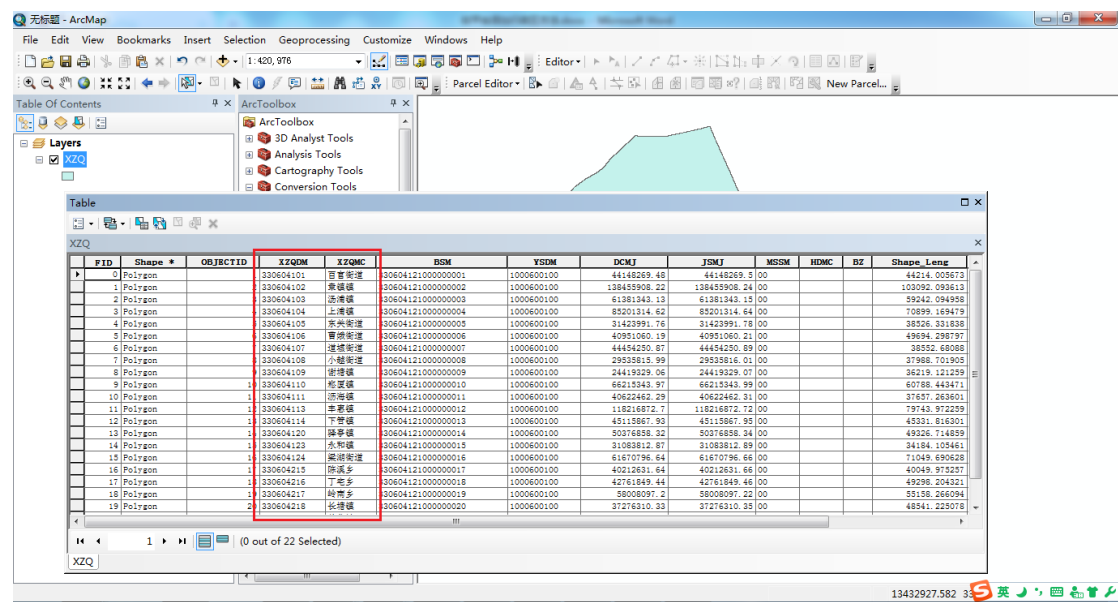 无标题 - ArcMap
File Edit View Bookmarks Insert Selection Geoprocessing Customize Windows Help
1:420,976 Editor
Parcel Editor New Parcel...
Table Of Contents
ArcToolbox
ArcToolbox
3D Analyst Tools
Layers
Analysis Tools
XZQ
Cartography Tools
Conversion Tools
Table
XZQ
FID Shape * OBJECTID XZQDM XZQMC BSM YSDM DCMJ JSMJ MSSM HDMC BZ Shape_Leng
0 Polygon 330604101 百官街道 330604121000000001 1000600100 44148269.48 44148269.5 00 44214.005673
1 Polygon 330604102 330604121000000002 1000600100 138455908.22 138455908.24 00 103092.093613
2 Polygon 330604103 汤浦镇 330604121000000003 1000600100 61381343.13 61381343.15 00 59242.094958
3 Polygon 330604104 上浦镇 330604121000000004 1000600100 85201314.62 85201314.64 00 70899.169479
4 Polygon 330604105 东关街道 330604121000000005 1000600100 31423991.76 31423991.78 00 38526.331838
5 Polygon 330604106 曹娥街道 330604121000000006 1000600100 40951060.19 40951060.21 00 49694.298797
6 Polygon 330604107 道墟街道 330604121000000007 1000600100 44454250.87 44454250.89 00 38552.68088
7 Polygon 330604108 小越街道 330604121000000008 1000600100 29535815.99 29535816.01 00 37988.701905
8 Polygon 330604109 谢塘镇 330604121000000009 1000600100 24419329.06 24419329.07 00 36219.121259
9 Polygon 10 330604110 崧厦镇 330604121000000010 1000600100 66215343.97 66215343.99 00 60788.443471
10 Polygon 330604111 沥海镇 330604121000000011 1000600100 40622462.29 40622462.31 00 37657.263601
11 Polygon 330604113 丰惠镇 330604121000000012 1000600100 118216872.7 118216872.72 00 79743.972259
12 Polygon 330604114 下管镇 330604121000000013 1000600100 45115867.93 45115867.95 00 45331.816301
13 Polygon 330604120 驿亭镇 330604121000000014 1000600100 50376858.32 50376858.34 00 49326.714859
14 Polygon 330604123 永和镇 330604121000000015 1000600100 31083812.87 31083812.89 00 34184.105461
15 Polygon 330604124 梁湖街道 330604121000000016 1000600100 61670796.64 61670796.66 00 71049.690628
16 Polygon 330604215 陈溪乡 330604121000000017 1000600100 40212631.64 40212631.66 00 40049.975257
17 Polygon 330604216 丁宅乡 330604121000000018 1000600100 42761849.44 42761849.46 00 49298.204321
18 Polygon 330604217 岭南乡 330604121000000019 1000600100 58008097.2 58008097.22 00 55158.266094
19 Polygon 20 330604218 长塘镇 330604121000000020 1000600100 37276310.33 37276310.35 00 48541.225078
1 (0 out of 22 Selected)
XZQ
13432927.582
英